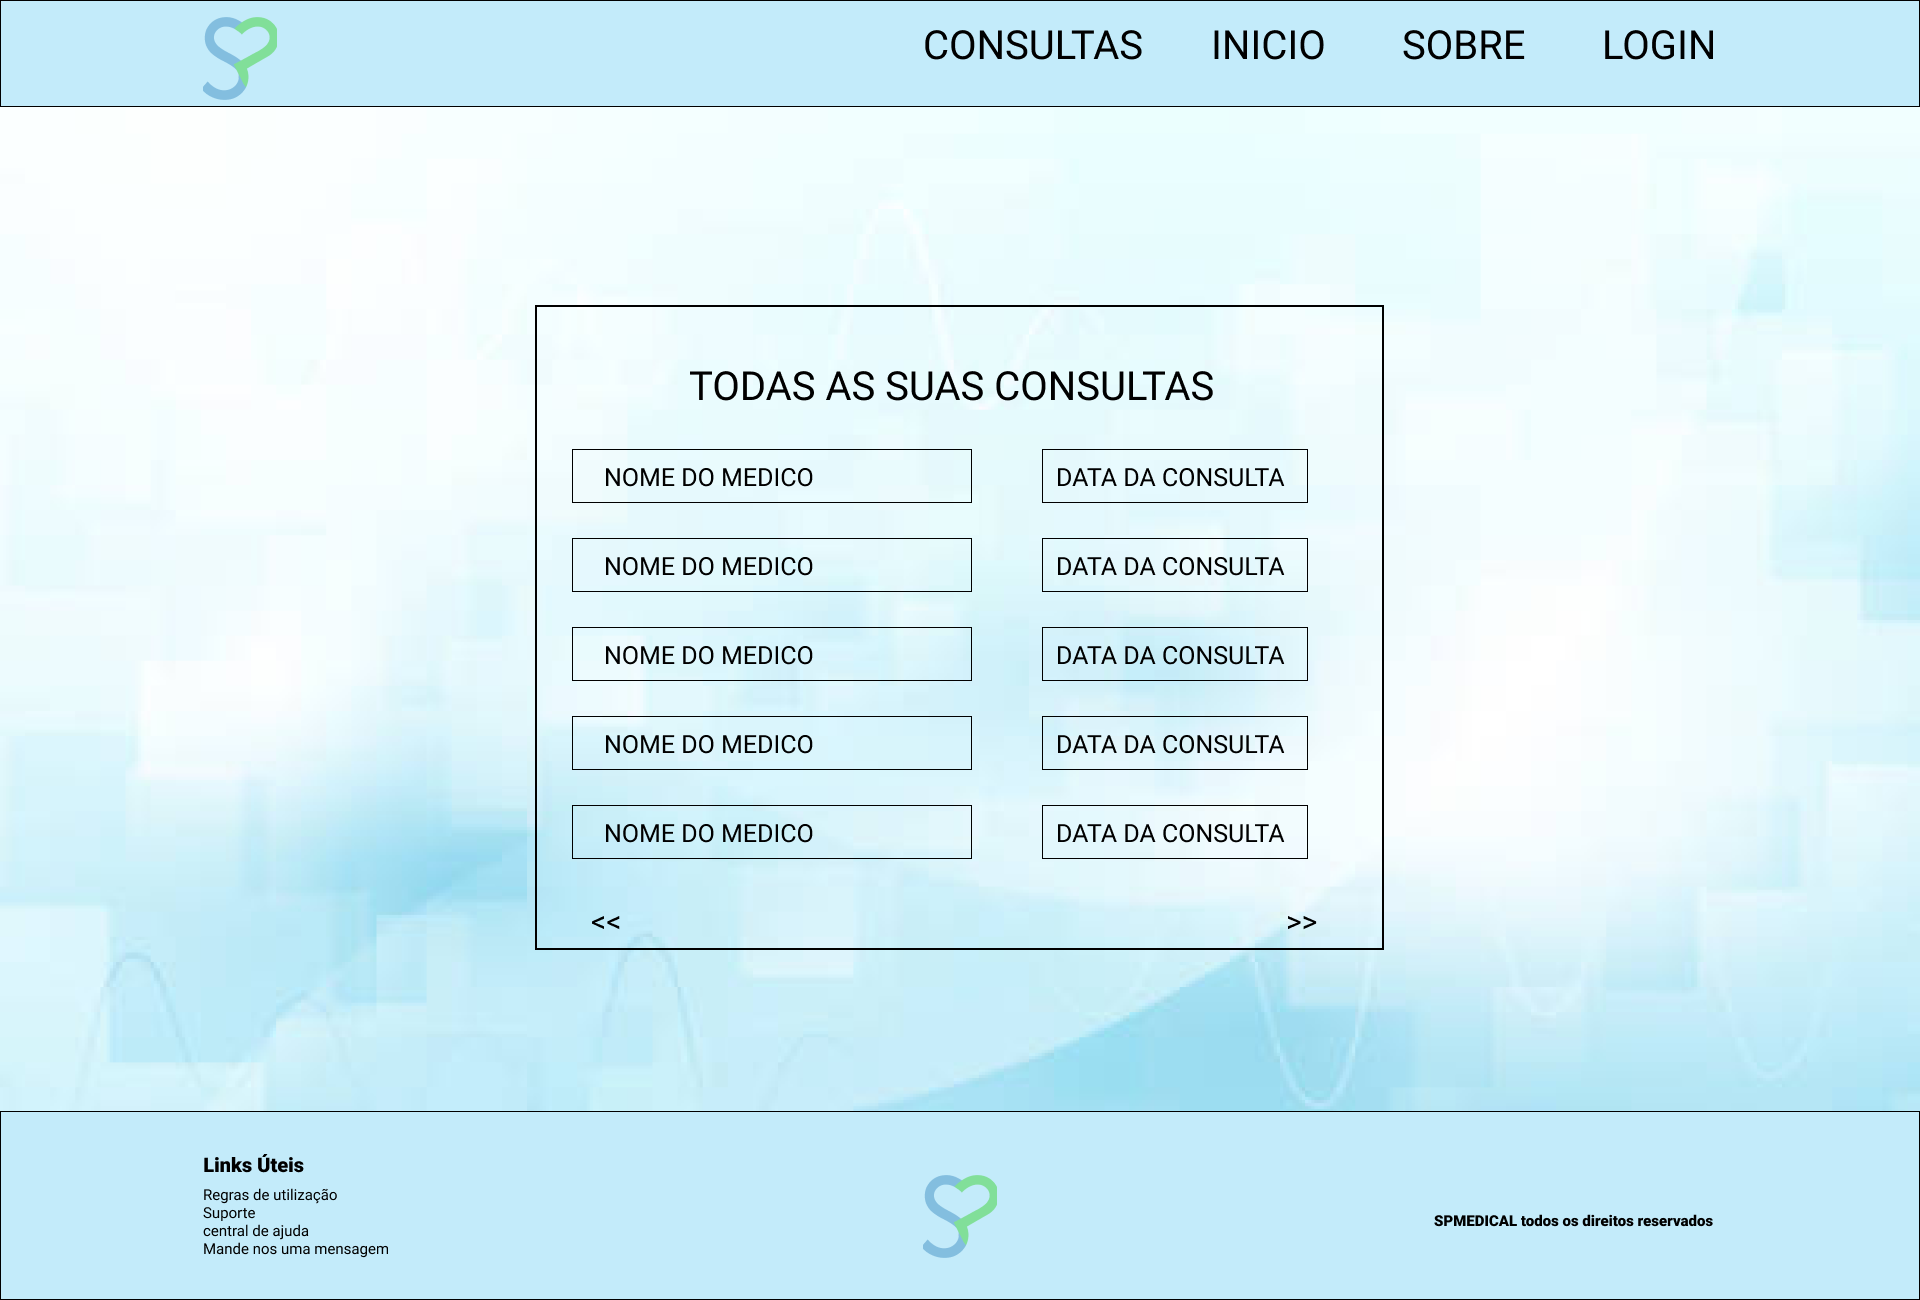 CONSULTAS INICIO SOBRE LOGIN
TODAS AS SUAS CONSULTAS
NOME DO MEDICO DATA DA CONSULTA
NOME DO MEDICO DATA DA CONSULTA
NOME DO MEDICO DATA DA CONSULTA
NOME DO MEDICO DATA DA CONSULTA
NOME DO MEDICO DATA DA CONSULTA
<< >>
Links Úteis
Regras de utilização
Suporte
central de ajuda
Mande nos uma mensagem
SPMEDICAL todos os direitos reservados